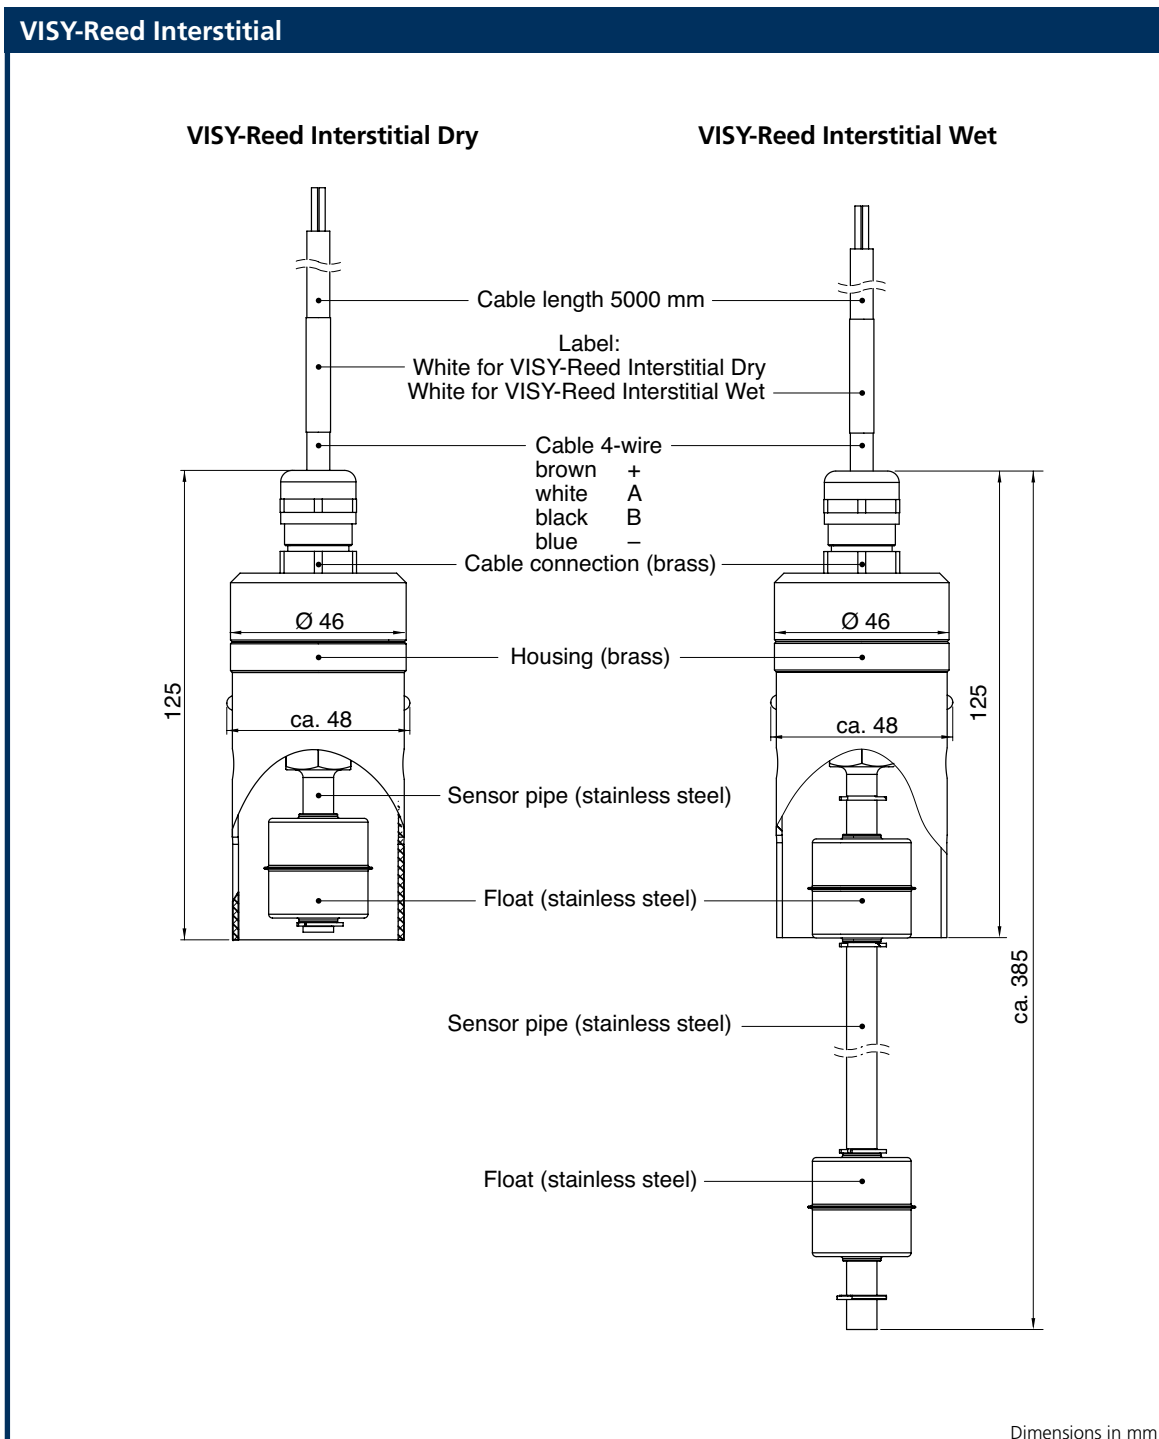 VISY-Reed Interstitial
VISY-Reed Interstitial Dry
VISY-Reed Interstitial Wet
Cable length 5000 mm
Label:
White for VISY-Reed Interstitial Dry
White for VISY-Reed Interstitial Wet
Cable 4-wire
brown +
white A
black B
blue –
Cable connection (brass)
Ø 46
Ø 46
Housing (brass)
125
125
ca. 48
ca. 48
Sensor pipe (stainless steel)
Float (stainless steel)
ca. 385
Sensor pipe (stainless steel)
Float (stainless steel)
Dimensions in mm